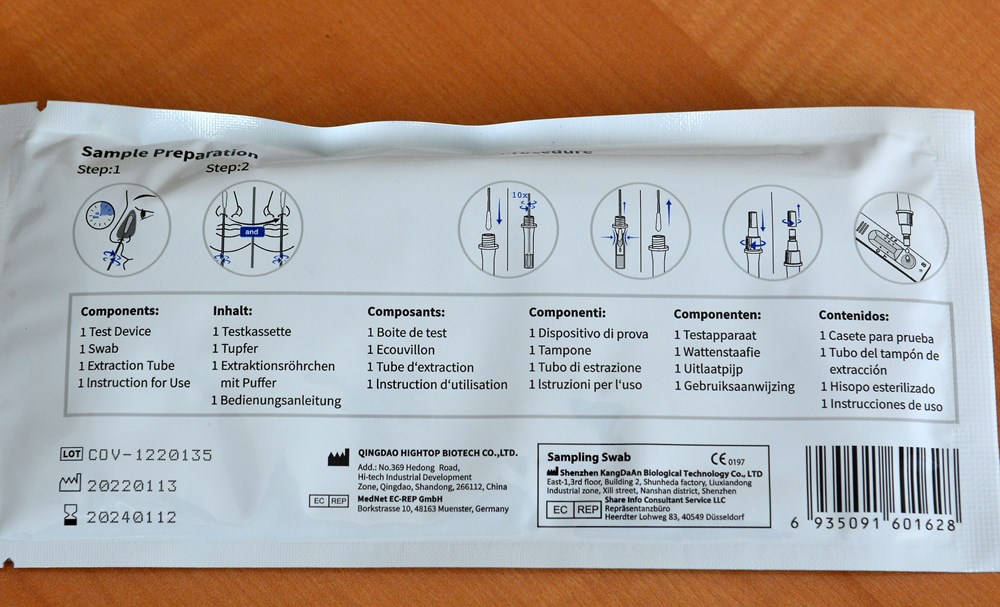 Sample Preparation
Step:1
Step:2
10x
and
Components:
1 Test Device
1 Swab
1 Extraction Tube
1 Instruction for Use
Inhalt:
1 Testkassette
1 Tupfer
1 Extraktionsröhrchen
mit Puffer
1 Bedienungsanleitung
Composants:
1 Boite de test
1 Ecouvillon
1 Tube d'extraction
1 Instruction d'utilisation
Componenti:
1 Dispositivo di prova
1 Tampone
1 Tubo di estrazione
1 lstruzioni per l'uso
Componenten:
1 Testapparaat
1 Wattenstaafie
1 Uitlaatpijp
1 Gebruiksaanwijzing
Contenidos:
1 Casete para prueba
1 Tubo del tampón de
extracción
1 Hisopo esterilizado
1 Instrucciones de uso
LOT COV-1220135
20220113
20240112
QINGDAO HIGHTOP BIOTECH CO.,LTD.
Add.: No.369 Hedong Road,
Hi-tech Industrial Development
Zone, Qingdao, Shandong, 266112, China
EC REP MedNet EC-REP GmbH
Borkstrasse 10, 48163 Muenster, Germany
Sampling Swab
CE 0197
Shenzhen KangDaAn Biological Technology Co., LTD
East-1,3rd floor, Building 2, Shunheda factory, Liuxiandong
Industrial zone, Xili street, Nanshan district, Shenzhen
EC REP Share Info Consultant Service LLC
Repräsentanzbüro
Heerdter Lohweg 83, 40549 Düsseldorf
6 935091 601628